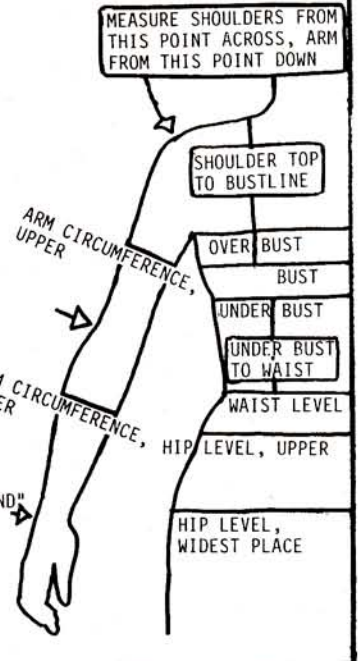 MEASURE SHOULDERS FROM
THIS POINT ACROSS, ARM
FROM THIS POINT DOWN
SHOULDER TOP
TO BUSTLINE
ARM CIRCUMFERENCE,
UPPER
OVER BUST
BUST
UNDER BUST
UNDER BUST
TO WAIST
WAIST LEVEL
CIRCUMFERENCE,
HIP LEVEL, UPPER
HIP LEVEL,
WIDEST PLACE